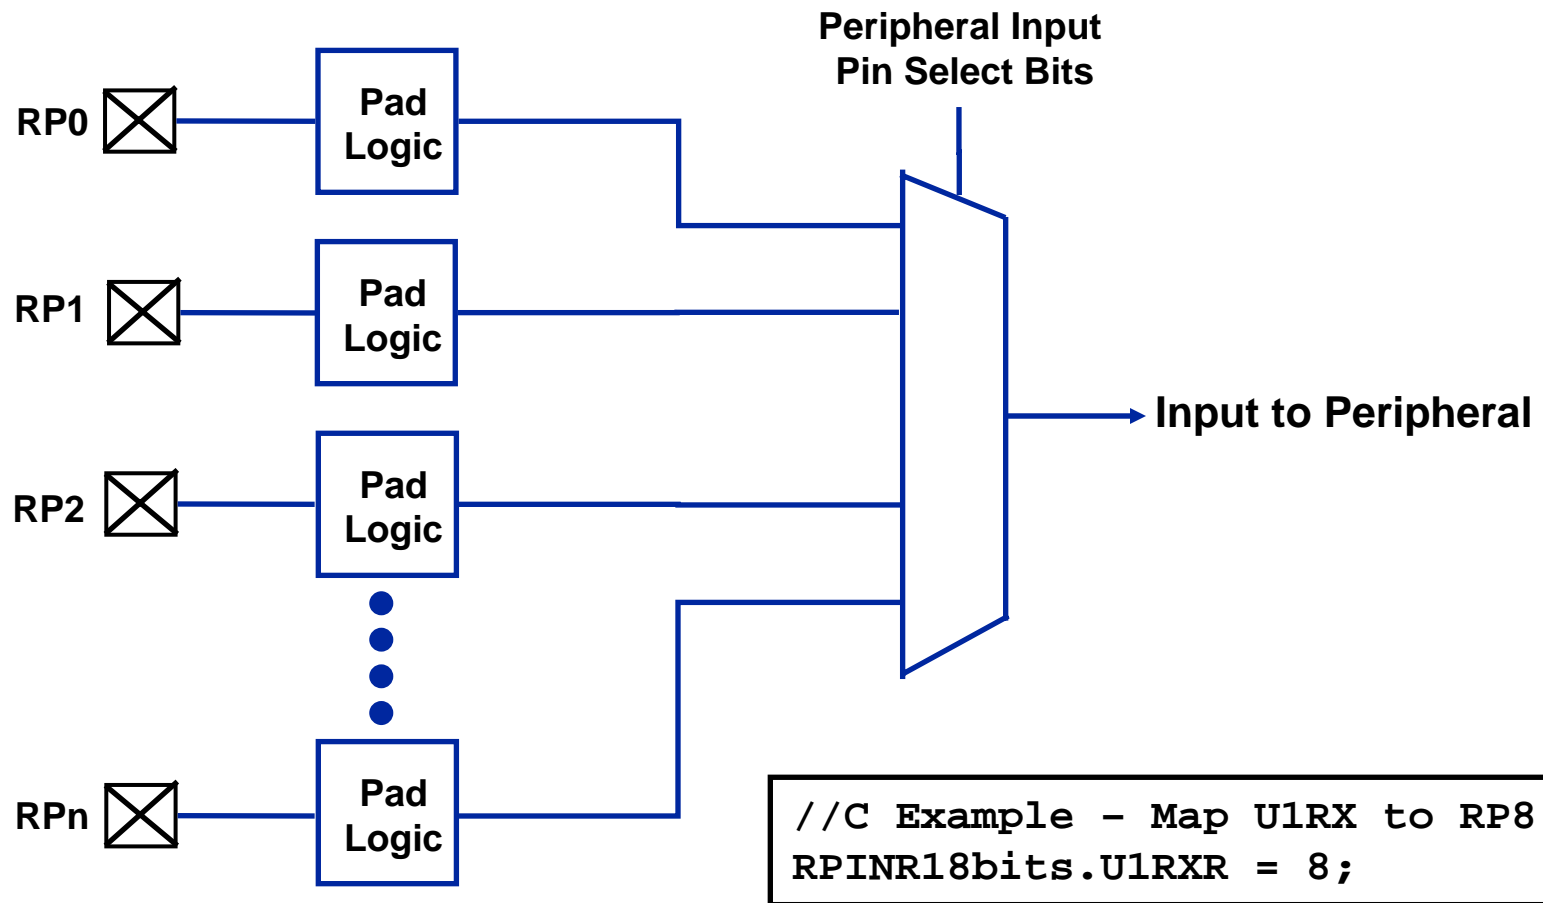 Peripheral Input
Pin Select Bits
RP0
Pad
Logic
RP1
Pad
Logic
Input to Peripheral
RP2
Pad
Logic
RPn
Pad
Logic
//C Example – Map U1RX to RP8
RPINR18bits.U1RXR = 8;